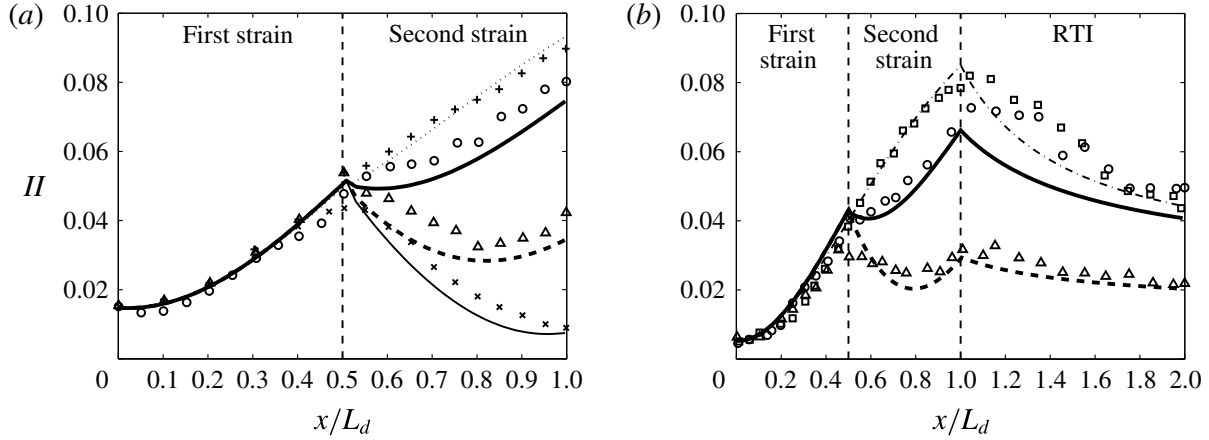 (a)
First strain
Second strain
0.10
0.08
0.06
0.04
0.02
II
0 0.1 0.2 0.3 0.4 0.5 0.6 0.7 0.8 0.9 1.0
x/L_d
(b)
First
strain
Second
strain
RTI
0.10
0.08
0.06
0.04
0.02
0 0.2 0.4 0.6 0.8 1.0 1.2 1.4 1.6 1.8 2.0
x/L_d